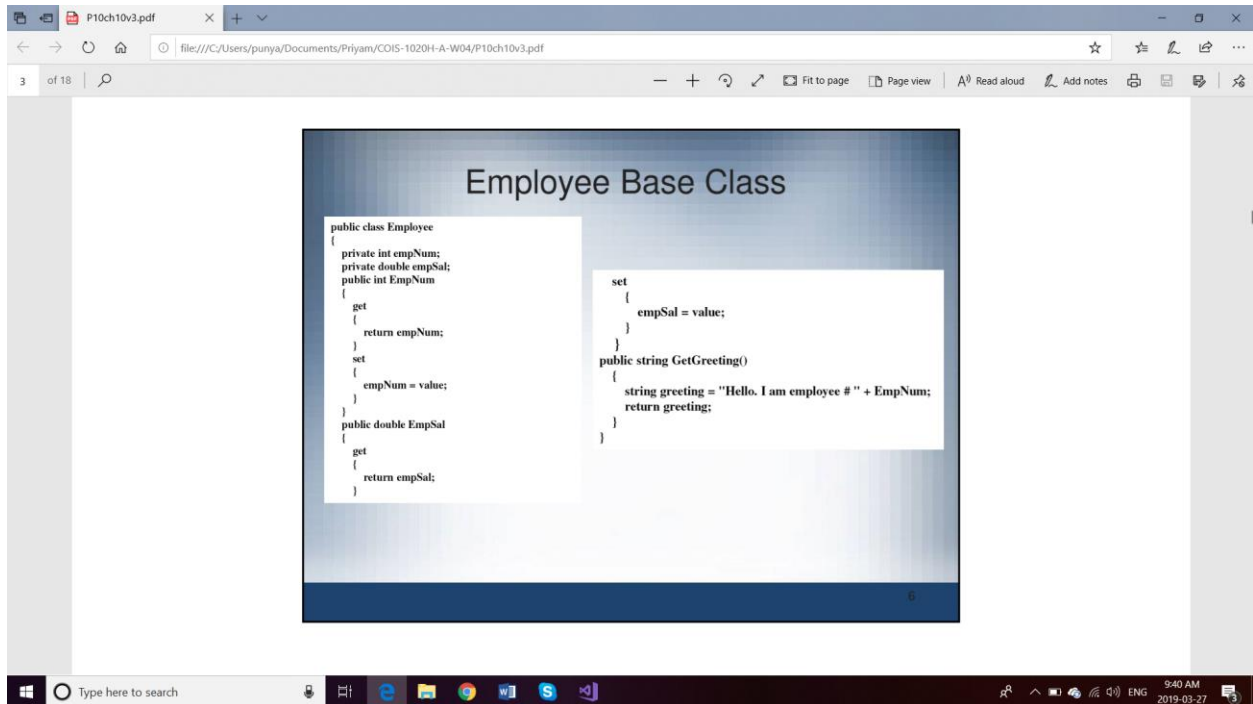 P10ch10v3.pdf
file:///C:/Users/punya/Documents/Priyam/COIS-1020H-A-W04/P10ch10v3.pdf
3 of 18
Fit to page
Page view
Read aloud
Add notes
Employee Base Class
public class Employee
{
private int empNum;
private double empSal;
public int EmpNum
{
get
{
return empNum;
}
set
{
empNum = value;
}
}
public double EmpSal
{
get
{
return empSal;
}
set
{
empSal = value;
}
}
public string GetGreeting()
{
string greeting = "Hello. I am employee # " + EmpNum;
return greeting;
}
}
6
Type here to search
ENG
9:40 AM
2019-03-27
3